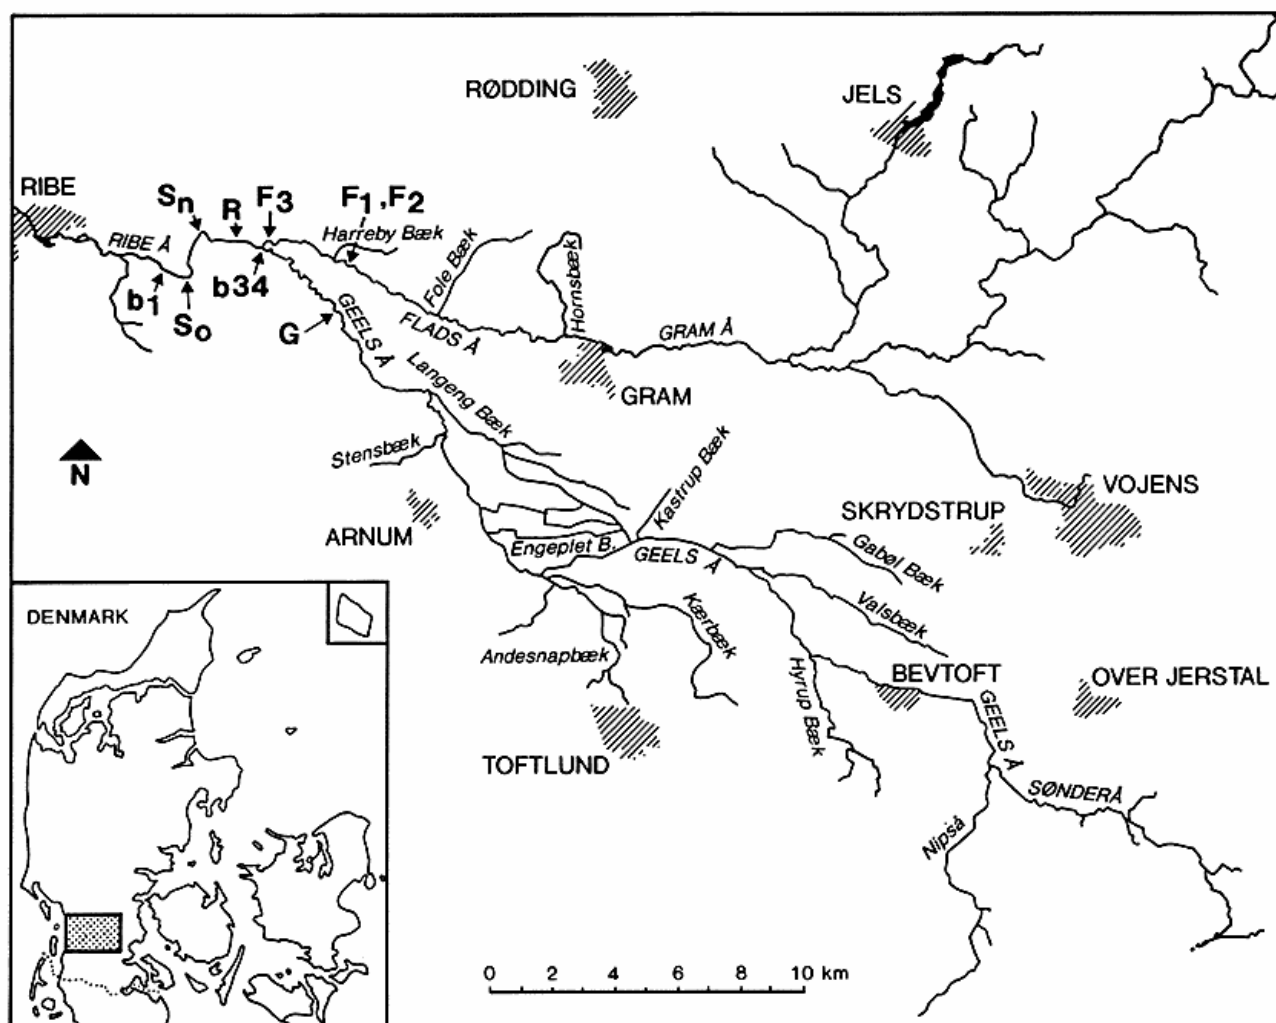 RØDDING
JELS
RIBE
Sn
R
F3
F1,F2
Harreby Bæk
RIBE Å
Fole Bæk
Hornsbæk
b1
So
b34
G
GEELS Å
FLADS Å
GRAM Å
GRAM
Langeng Bæk
Stensbæk
N
ARNUM
Kastrup Bæk
SKRYDSTRUP
VOJENS
Engeplet B.
GEELS Å
Gabøl Bæk
Valsbæk
Kærbæk
Andesnapbæk
Hyrup Bæk
BEVTOFT
GEELS Å
OVER JERSTAL
TOFTLUND
SØNDERÅ
Nipså
DENMARK
0 2 4 6 8 10 km